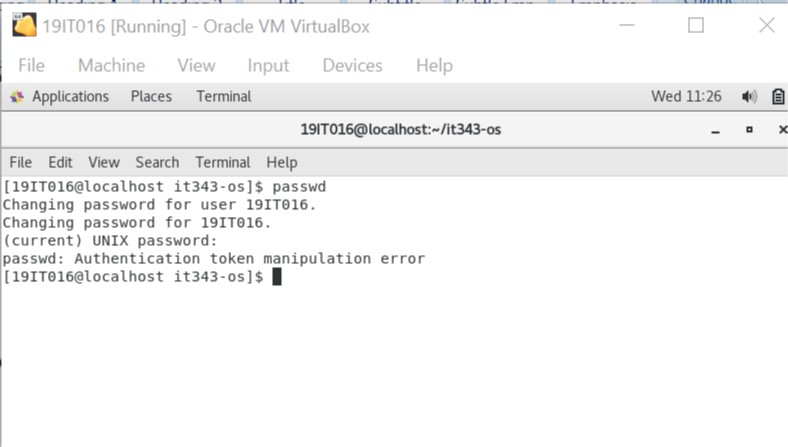 19IT016 [Running] - Oracle VM VirtualBox
File Machine View Input Devices Help
Applications Places Terminal Wed 11:26
19IT016@localhost:~/it343-os
File Edit View Search Terminal Help
[19IT016@localhost it343-os]$ passwd
Changing password for user 19IT016.
Changing password for 19IT016.
(current) UNIX password:
passwd: Authentication token manipulation error
[19IT016@localhost it343-os]$